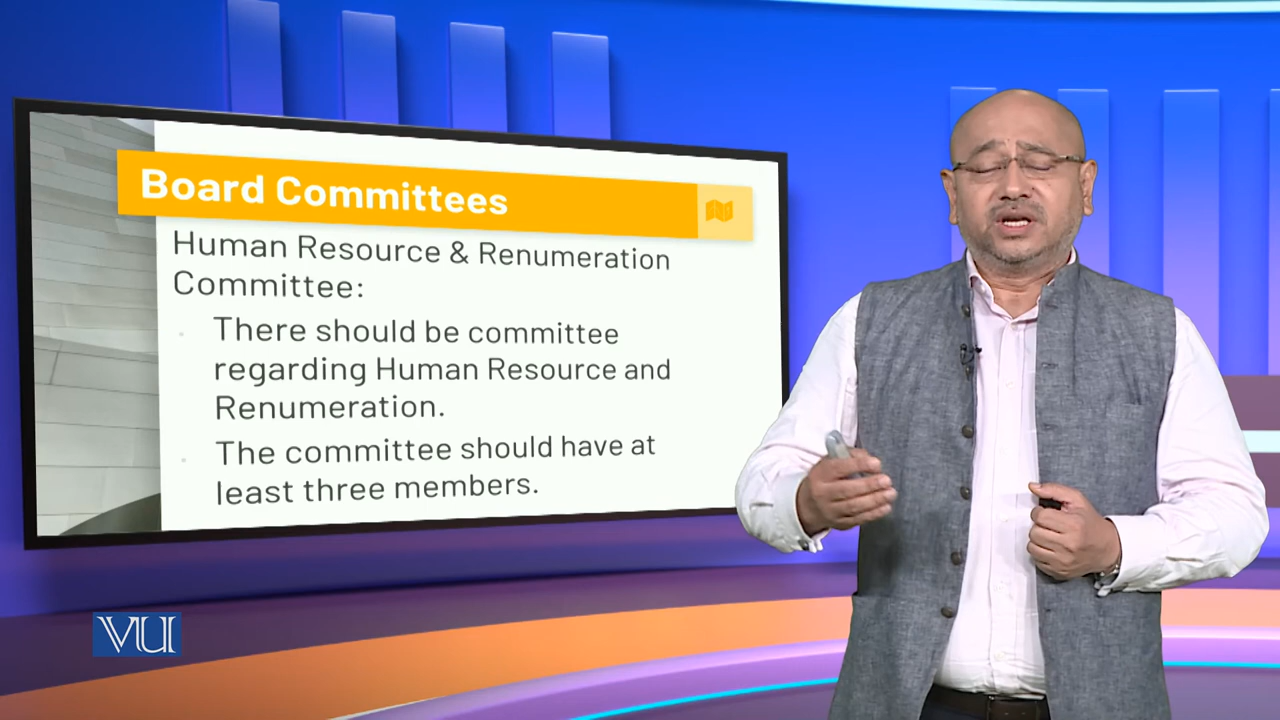 Board Committees
Human Resource & Renumeration
Committee:
There should be committee
regarding Human Resource and
Renumeration.
The committee should have at
least three members.
VU